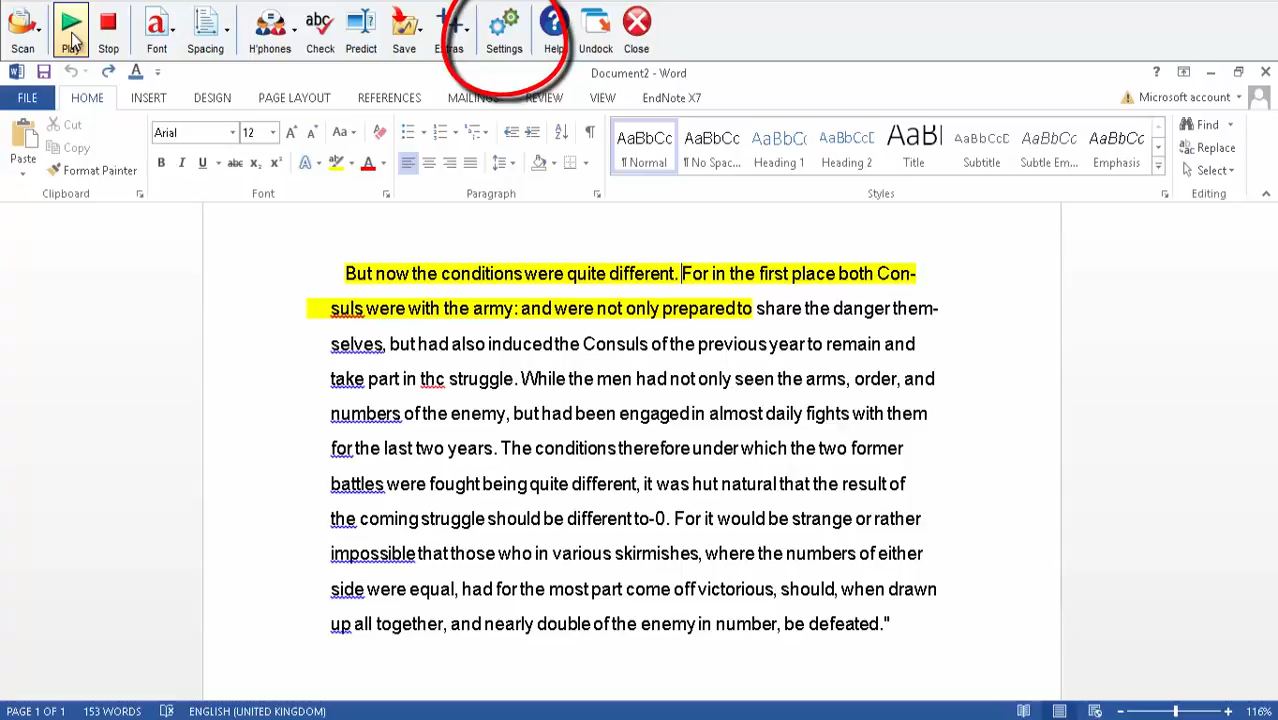 Scan Play Stop Font Spacing H'phones Check Predict Save Extras Settings Help Undock Close
Document2 - Word
FILE HOME INSERT DESIGN PAGE LAYOUT REFERENCES MAILINGS REVIEW VIEW EndNote X7 Microsoft account
Paste Cut Copy Format Painter
Arial 12
AaBbCc AaBbCc AaBbCc AaBbCcD AaBl AaBbCcC AaBbCcC AaBbCcC
¶ Normal ¶ No Spac... Heading 1 Heading 2 Title Subtitle Subtle Em... Emphasis
Find Replace Select
Clipboard Font Paragraph Styles Editing
But now the conditions were quite different. For in the first place both Con-
suls were with the army: and were not only prepared to share the danger them-
selves, but had also induced the Consuls of the previous year to remain and
take part in thc struggle. While the men had not only seen the arms, order, and
numbers of the enemy, but had been engaged in almost daily fights with them
for the last two years. The conditions therefore under which the two former
battles were fought being quite different, it was hut natural that the result of
the coming struggle should be different to-0. For it would be strange or rather
impossible that those who in various skirmishes, where the numbers of either
side were equal, had for the most part come off victorious, should, when drawn
up all together, and nearly double of the enemy in number, be defeated."
PAGE 1 OF 1 153 WORDS ENGLISH (UNITED KINGDOM) 116%